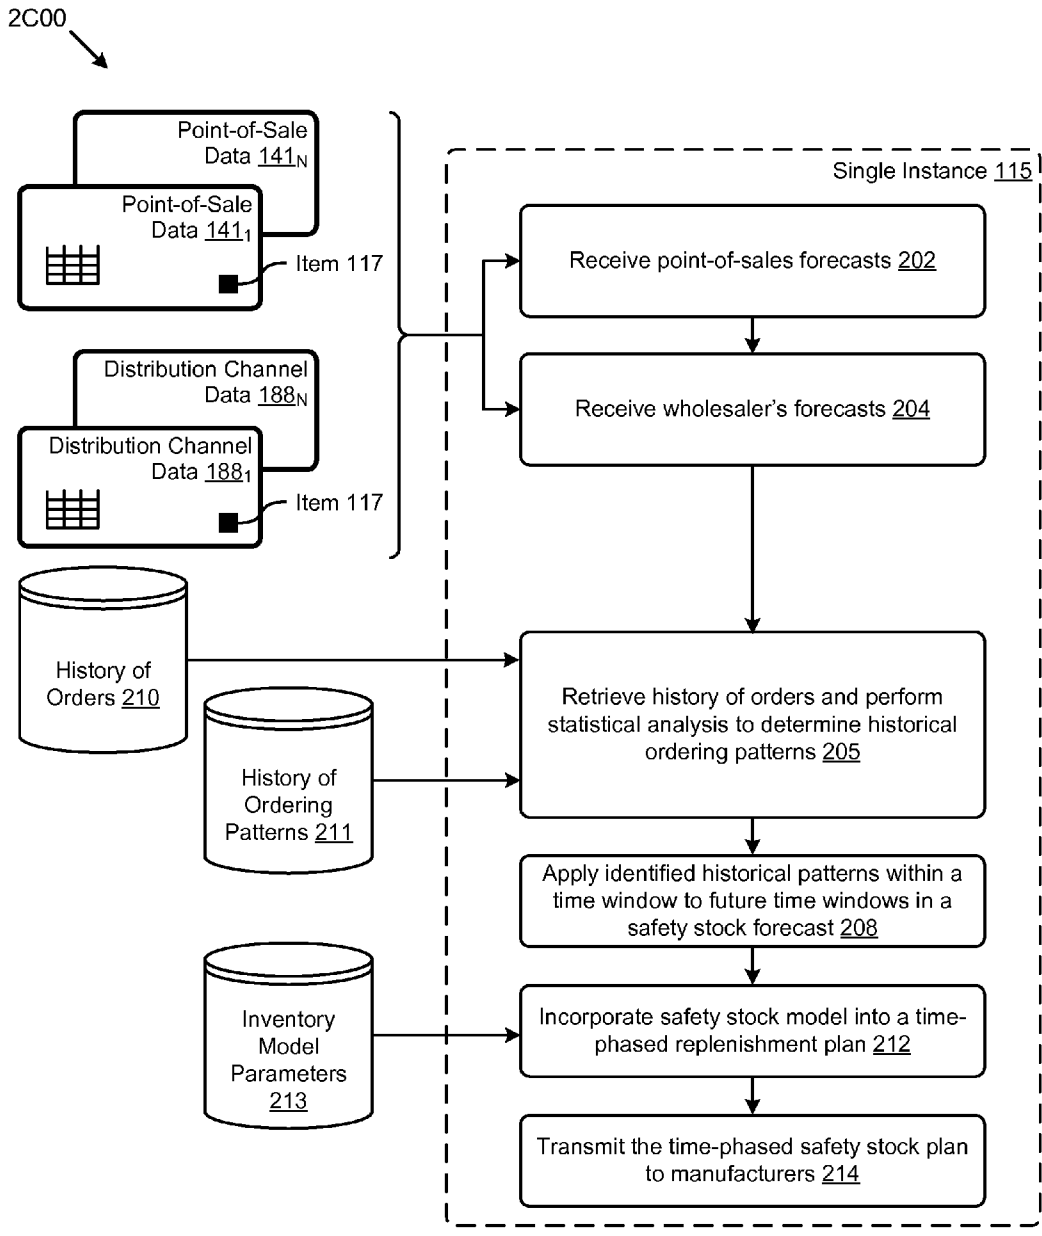 2C00
Point-of-Sale
Data 141N
Point-of-Sale
Data 1411
Item 117
Distribution Channel
Data 188N
Distribution Channel
Data 1881
Item 117
History of
Orders 210
History of
Ordering
Patterns 211
Inventory
Model
Parameters
213
Single Instance 115
Receive point-of-sales forecasts 202
Receive wholesaler’s forecasts 204
Retrieve history of orders and perform
statistical analysis to determine historical
ordering patterns 205
Apply identified historical patterns within a
time window to future time windows in a
safety stock forecast 208
Incorporate safety stock model into a time-
phased replenishment plan 212
Transmit the time-phased safety stock plan
to manufacturers 214